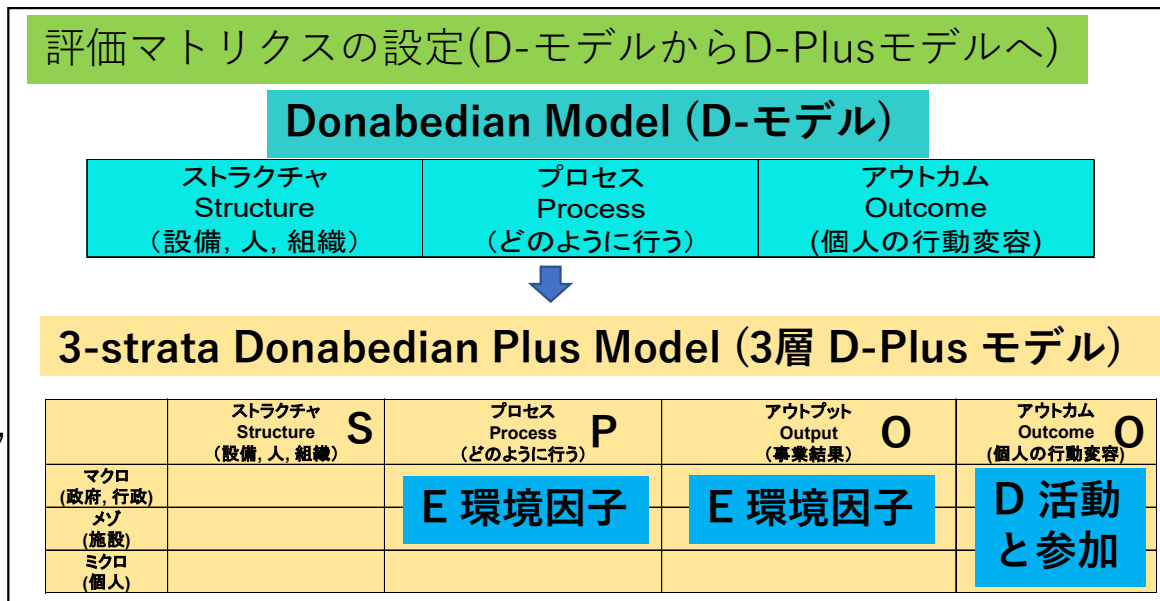 評価マトリクスの設定(D-モデルからD-Plusモデルへ)
Donabedian Model (D-モデル)
ストラクチャ
Structure
(設備, 人, 組織)
プロセス
Process
(どのように行う)
アウトカム
Outcome
(個人の行動変容)
3-strata Donabedian Plus Model (3層 D-Plus モデル)
ストラクチャ
Structure
(設備, 人, 組織)
S
プロセス
Process
(どのように行う)
P
アウトプット
Output
(事業結果)
O
アウトカム
Outcome
(個人の行動変容)
O
マクロ
(政府, 行政)
メゾ
(施設)
ミクロ
(個人)
E 環境因子
E 環境因子
D 活動
と参加
,